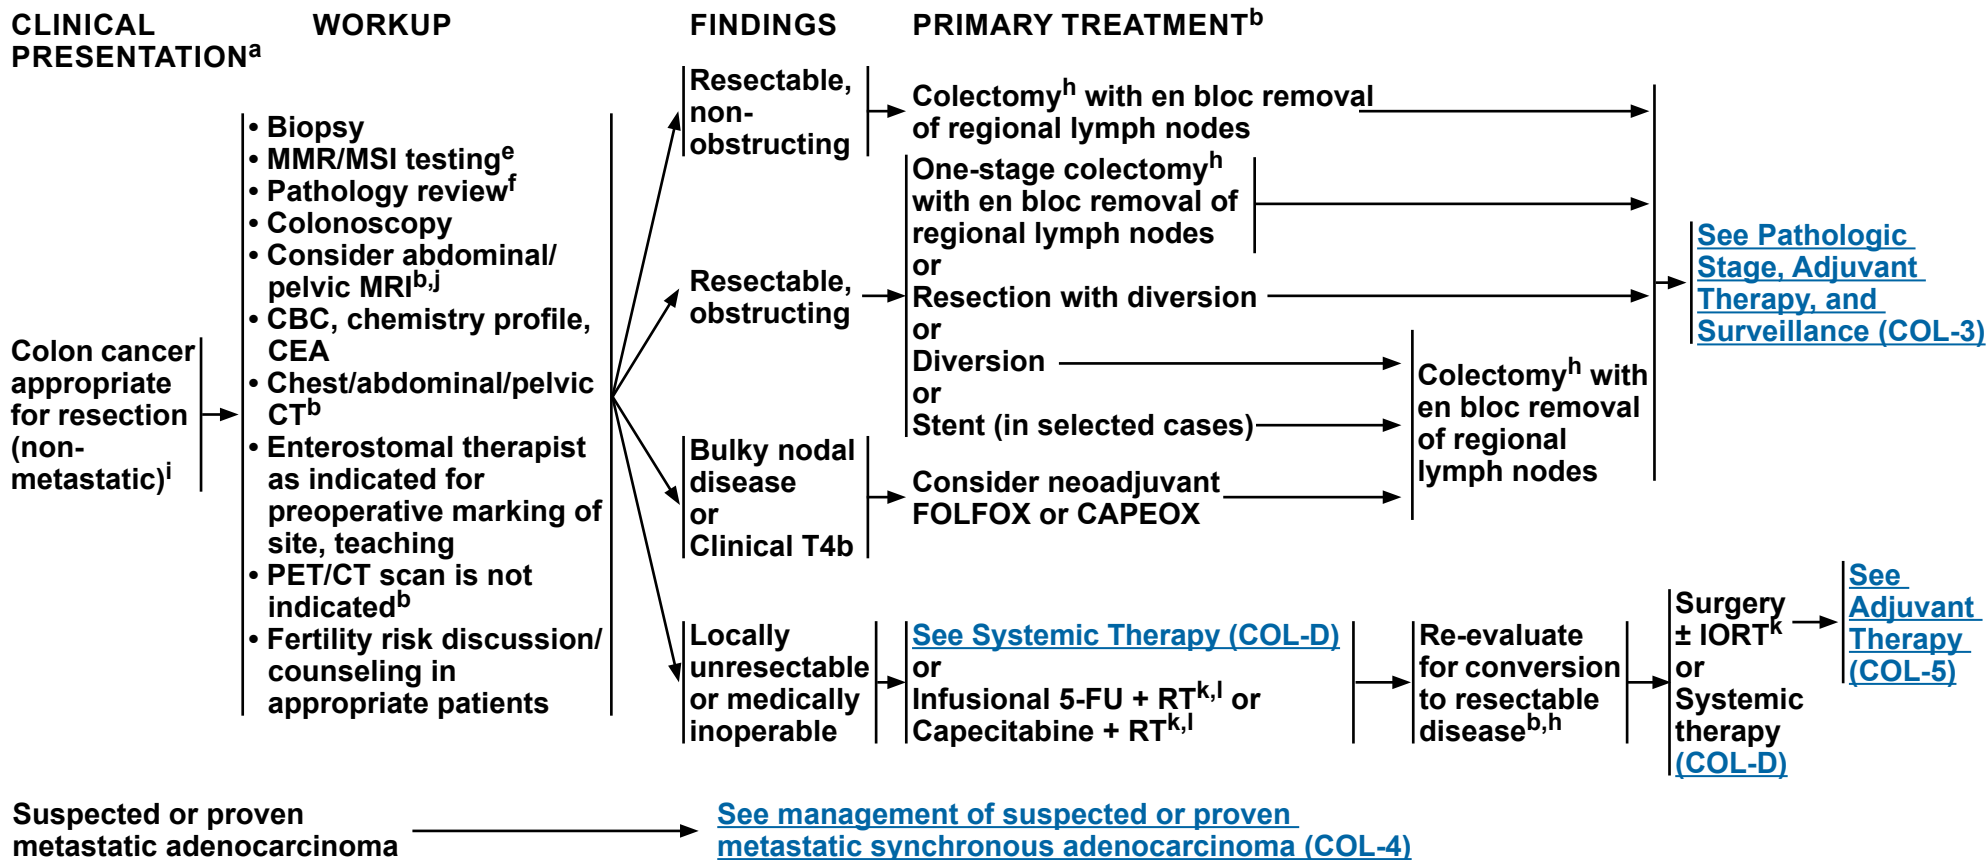 CLINICAL
PRESENTATIONa
WORKUP
FINDINGS
PRIMARY TREATMENTb
Colon cancer
appropriate
for resection
(non-
metastatic)i
• Biopsy
• MMR/MSI testinge
• Pathology reviewf
• Colonoscopy
• Consider abdominal/
pelvic MRIb,j
• CBC, chemistry profile,
CEA
• Chest/abdominal/pelvic
CTb
• Enterostomal therapist
as indicated for
preoperative marking of
site, teaching
• PET/CT scan is not
indicatedb
• Fertility risk discussion/
counseling in
appropriate patients
Resectable,
non-
obstructing
Colectomyh with en bloc removal
of regional lymph nodes
Resectable,
obstructing
One-stage colectomyh
with en bloc removal of
regional lymph nodes
or
Resection with diversion
or
Diversion
or
Stent (in selected cases)
Bulky nodal
disease
or
Clinical T4b
Consider neoadjuvant
FOLFOX or CAPEOX
Colectomyh with
en bloc removal
of regional
lymph nodes
See Pathologic
Stage, Adjuvant
Therapy, and
Surveillance (COL-3)
Locally
unresectable
or medically
inoperable
See Systemic Therapy (COL-D)
or
Infusional 5-FU + RTk,l or
Capecitabine + RTk,l
Re-evaluate
for conversion
to resectable
diseaseb,h
Surgery
± IORTk
or
Systemic
therapy
(COL-D)
See
Adjuvant
Therapy
(COL-5)
Suspected or proven
metastatic adenocarcinoma
See management of suspected or proven
metastatic synchronous adenocarcinoma (COL-4)